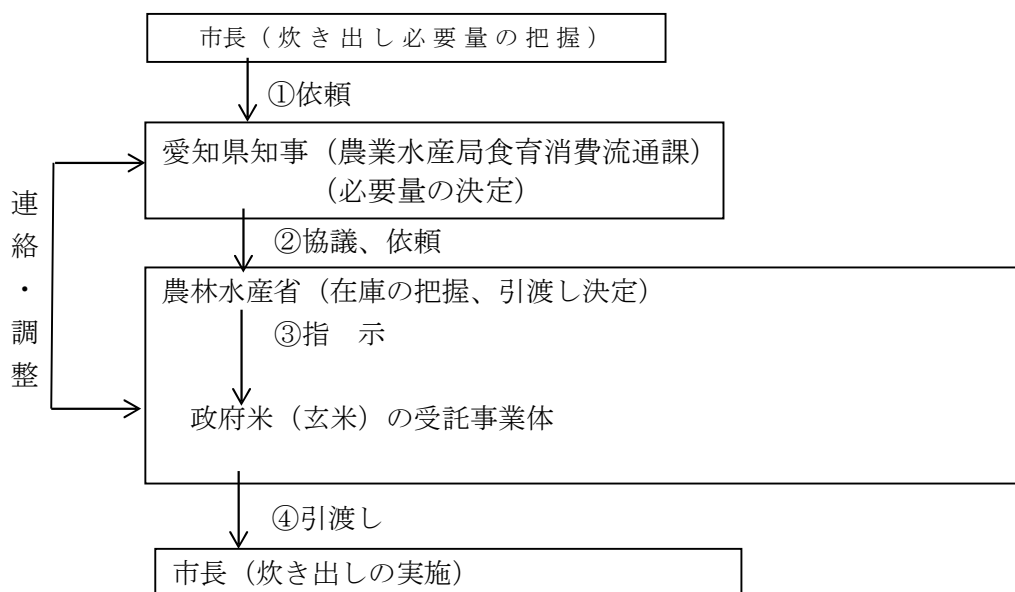 市長（炊き出し必要量の把握）
①依頼
愛知県知事（農業水産局食育消費流通課）
（必要量の決定）
連絡・調整
②協議、依頼
農林水産省（在庫の把握、引渡し決定）
③指　示
政府米（玄米）の受託事業体
④引渡し
市長（炊き出しの実施）